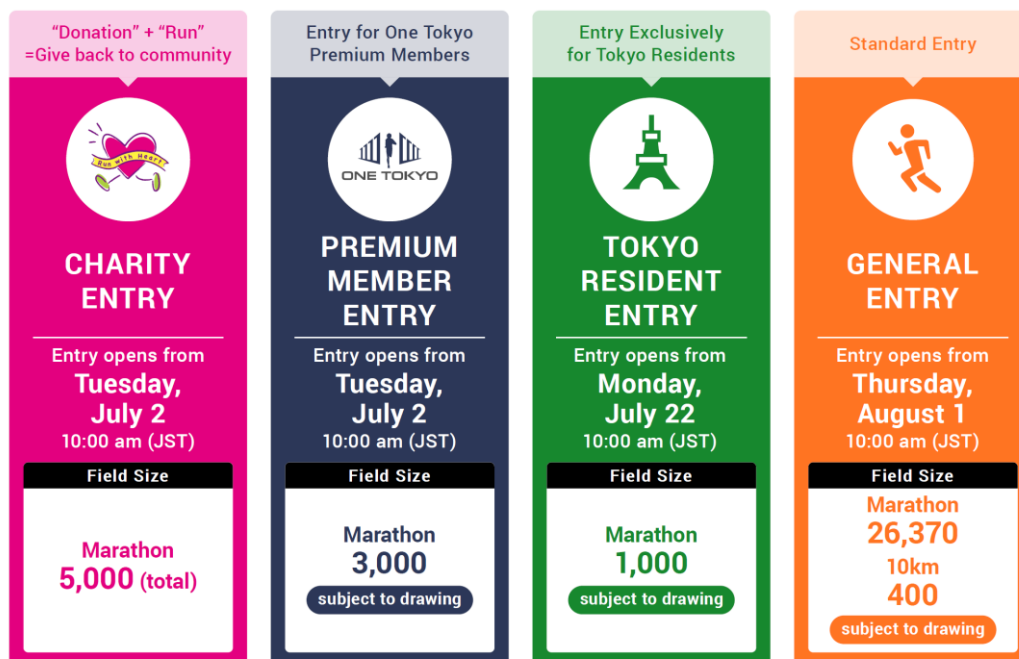 “Donation” + “Run”
=Give back to community
Run with Heart
CHARITY
ENTRY
Entry opens from
Tuesday,
July 2
10:00 am (JST)
Field Size
Marathon
5,000 (total)
Entry for One Tokyo
Premium Members
ONE TOKYO
PREMIUM
MEMBER
ENTRY
Entry opens from
Tuesday,
July 2
10:00 am (JST)
Field Size
Marathon
3,000
subject to drawing
Entry Exclusively
for Tokyo Residents
TOKYO
RESIDENT
ENTRY
Entry opens from
Monday,
July 22
10:00 am (JST)
Field Size
Marathon
1,000
subject to drawing
Standard Entry
GENERAL
ENTRY
Entry opens from
Thursday,
August 1
10:00 am (JST)
Field Size
Marathon
26,370
10km
400
subject to drawing